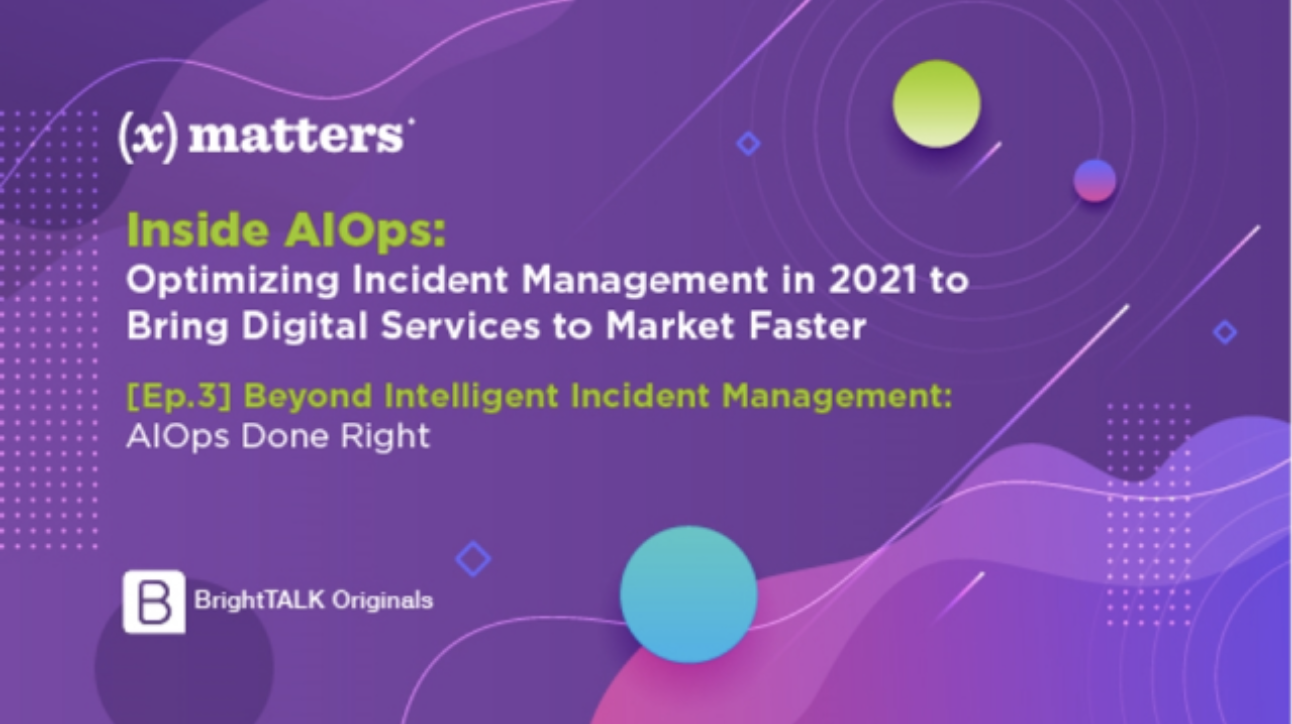 (x) matters
Inside AIOps:
Optimizing Incident Management in 2021 to
Bring Digital Services to Market Faster
[Ep.3] Beyond Intelligent Incident Management:
AIOps Done Right
B BrightTALK Originals